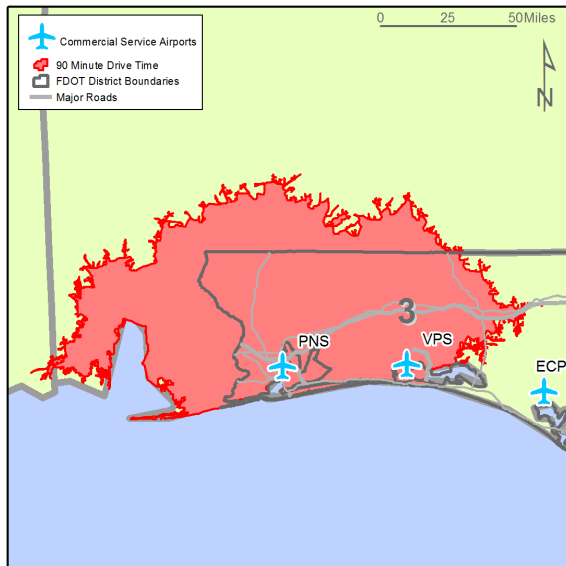 0 25 50Miles
Commercial Service Airports
90 Minute Drive Time
FDOT District Boundaries
Major Roads
N
3
PNS
VPS
ECP